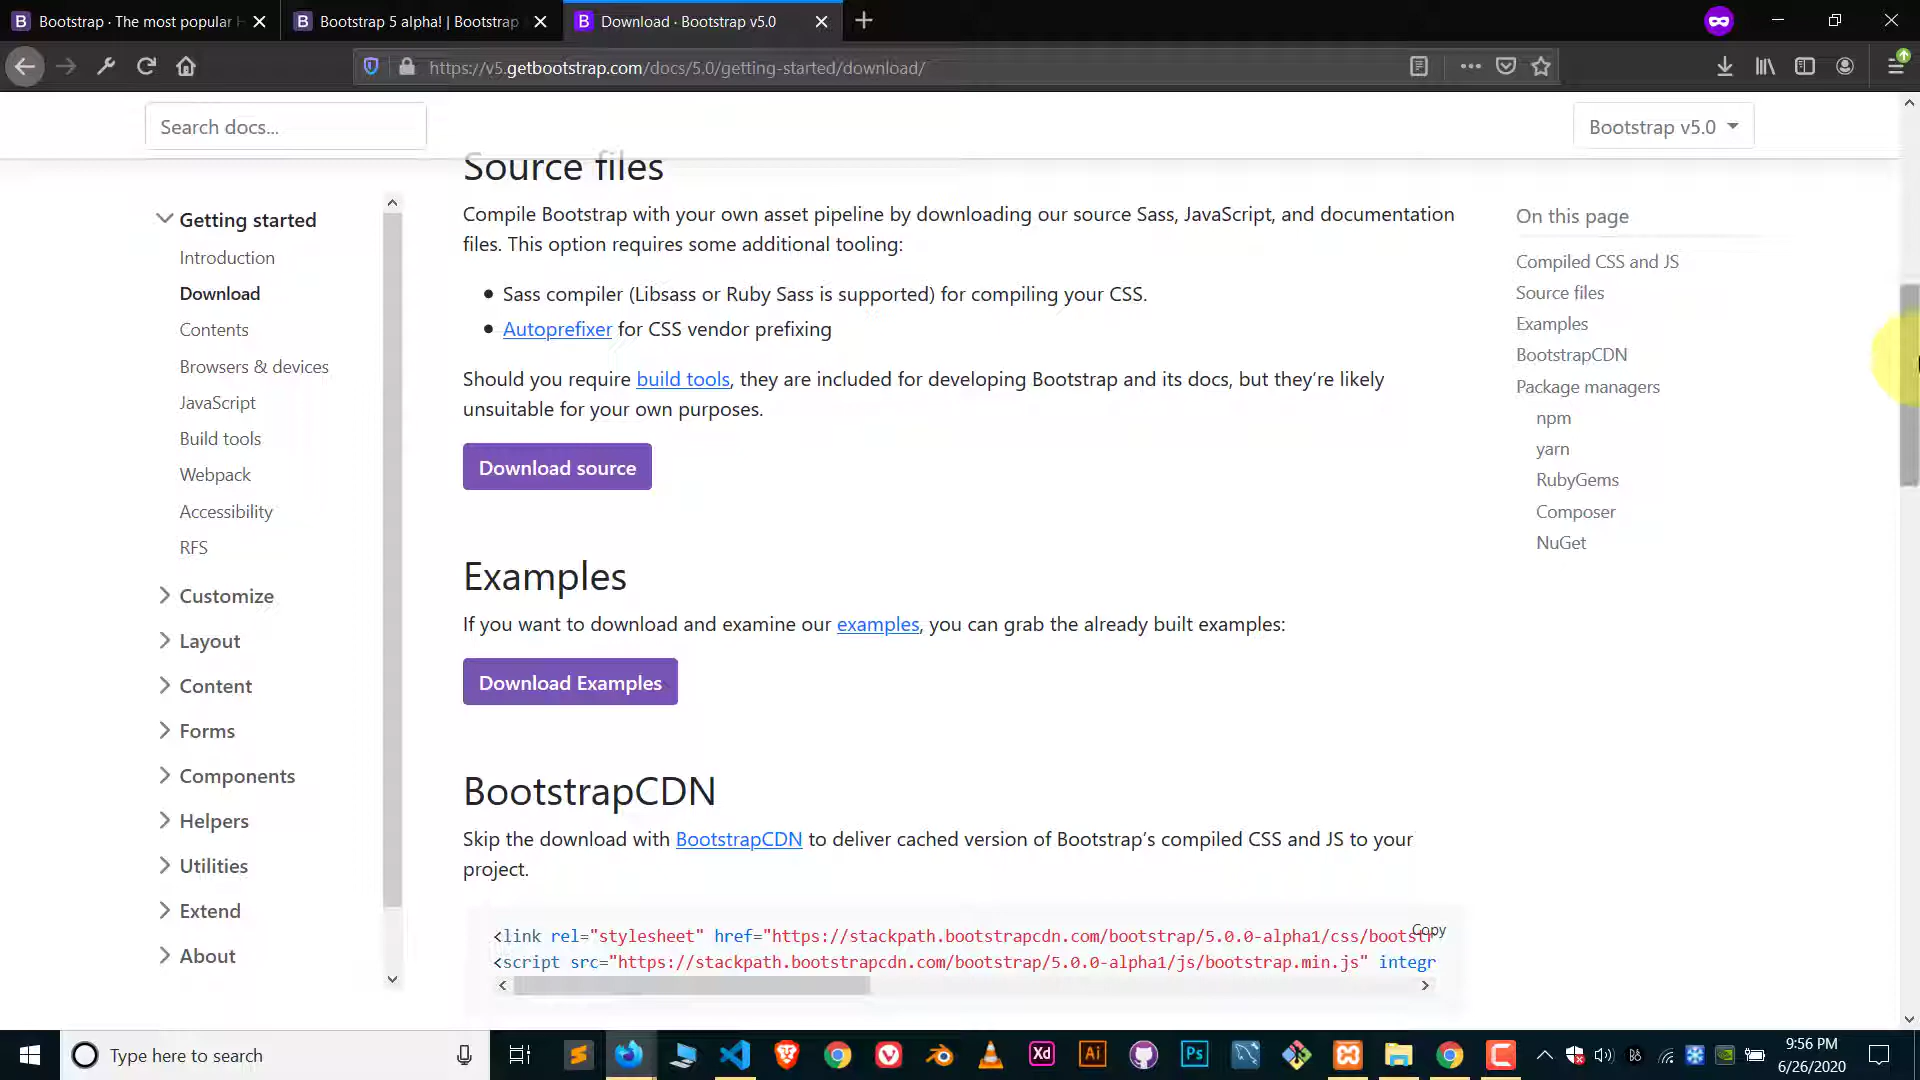 Bootstrap · The most popular H
Bootstrap 5 alpha! | Bootstrap
Download · Bootstrap v5.0
https://v5.getbootstrap.com/docs/5.0/getting-started/download/
Search docs...
Bootstrap v5.0
Getting started
Introduction
Download
Contents
Browsers & devices
JavaScript
Build tools
Webpack
Accessibility
RFS
Customize
Layout
Content
Forms
Components
Helpers
Utilities
Extend
About
Source files
Compile Bootstrap with your own asset pipeline by downloading our source Sass, JavaScript, and documentation
files. This option requires some additional tooling:
Sass compiler (Libsass or Ruby Sass is supported) for compiling your CSS.
Autoprefixer for CSS vendor prefixing
Should you require build tools, they are included for developing Bootstrap and its docs, but they’re likely
unsuitable for your own purposes.
Download source
Examples
If you want to download and examine our examples, you can grab the already built examples:
Download Examples
BootstrapCDN
Skip the download with BootstrapCDN to deliver cached version of Bootstrap’s compiled CSS and JS to your
project.
Copy
<link rel="stylesheet" href="https://stackpath.bootstrapcdn.com/bootstrap/5.0.0-alpha1/css/bootstr
<script src="https://stackpath.bootstrapcdn.com/bootstrap/5.0.0-alpha1/js/bootstrap.min.js" integr
On this page
Compiled CSS and JS
Source files
Examples
BootstrapCDN
Package managers
npm
yarn
RubyGems
Composer
NuGet
Type here to search
Xd
Ai
Ps
9:56 PM
6/26/2020